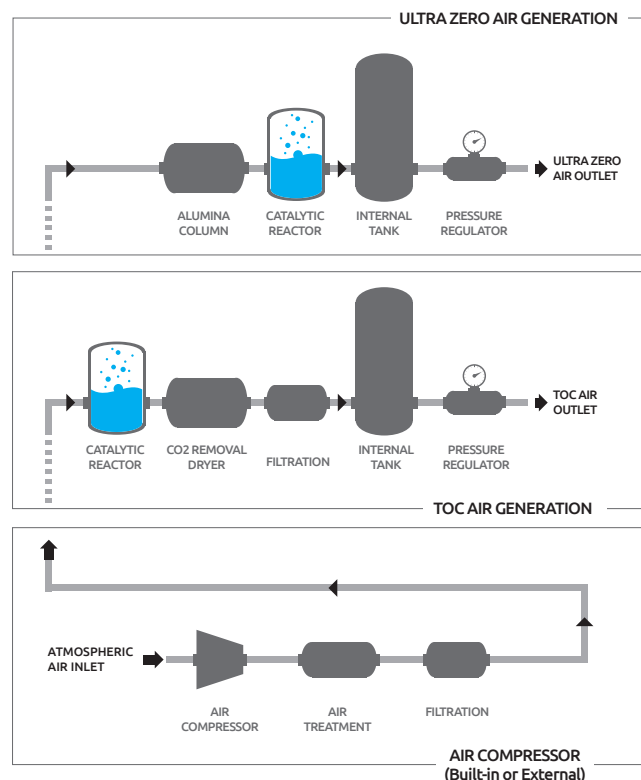 ULTRA ZERO AIR GENERATION
ULTRA ZERO
AIR OUTLET
ALUMINA
COLUMN
CATALYTIC
REACTOR
INTERNAL
TANK
PRESSURE
REGULATOR
TOC AIR
OUTLET
CATALYTIC
REACTOR
CO2 REMOVAL
DRYER
FILTRATION
INTERNAL
TANK
PRESSURE
REGULATOR
TOC AIR GENERATION
ATMOSPHERIC
AIR INLET
AIR
COMPRESSOR
AIR
TREATMENT
FILTRATION
AIR COMPRESSOR
(Built-in or External)